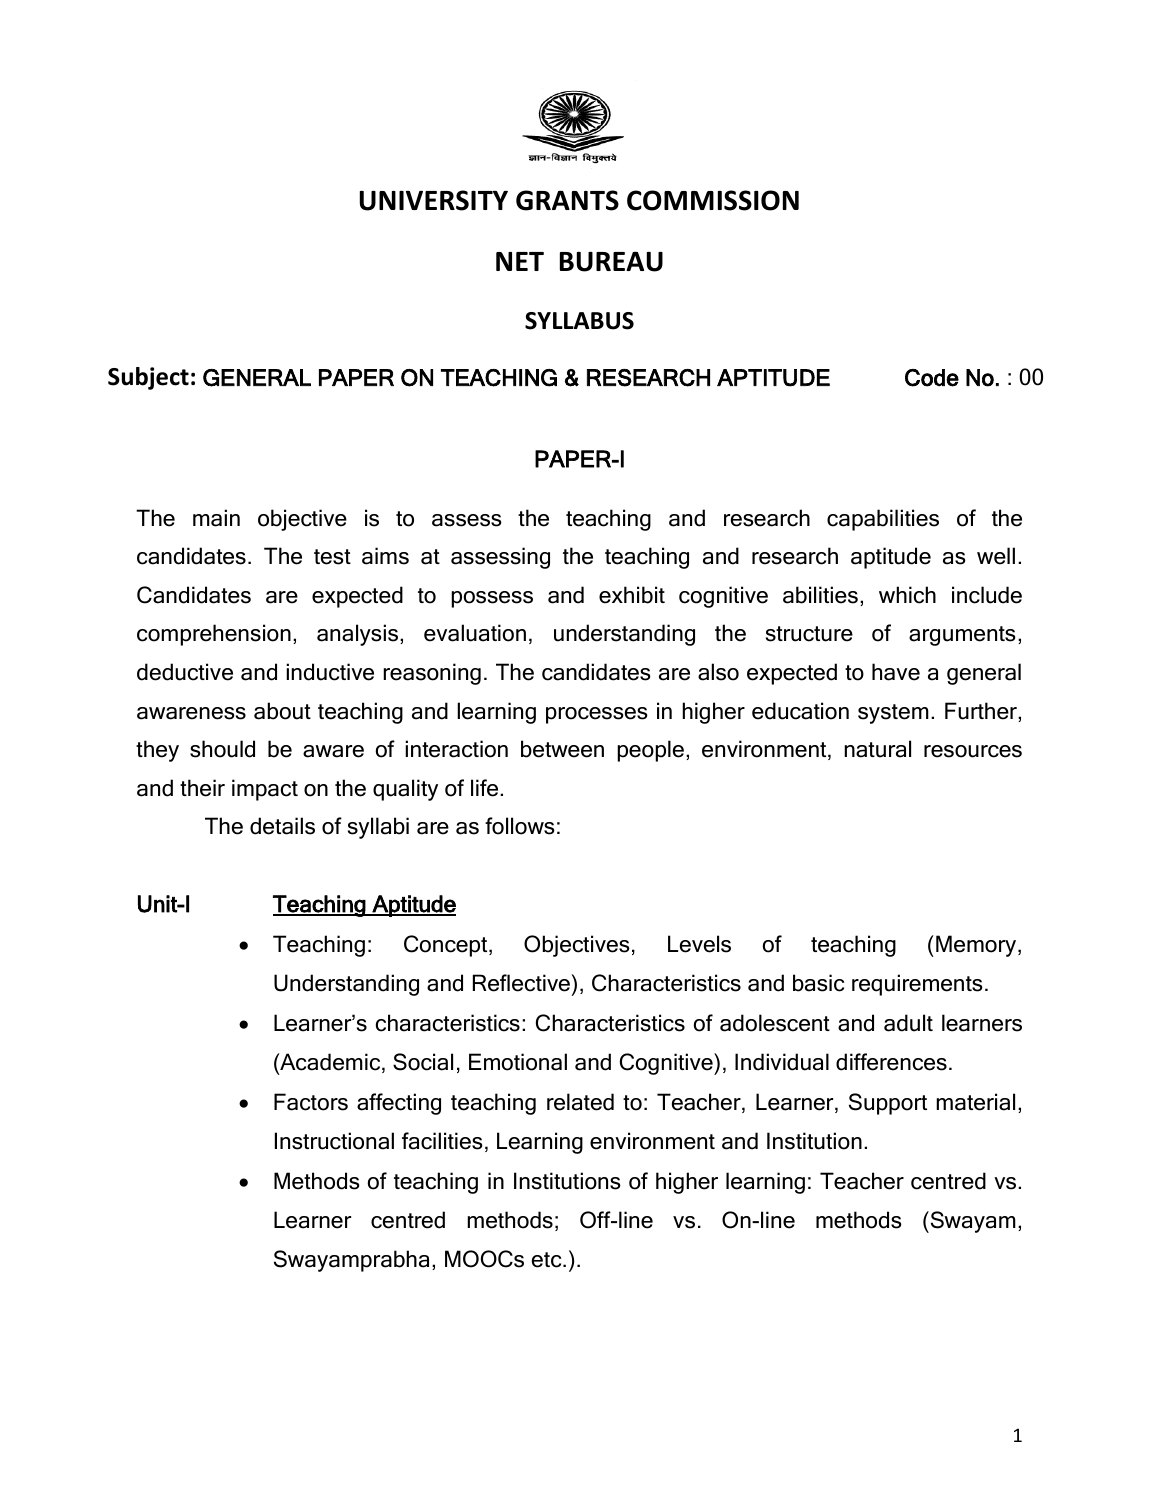 ज्ञान-विज्ञान विमुक्तये
UNIVERSITY GRANTS COMMISSION
NET BUREAU
SYLLABUS
Subject: GENERAL PAPER ON TEACHING & RESEARCH APTITUDE Code No. : 00
PAPER-I
The main objective is to assess the teaching and research capabilities of the
candidates. The test aims at assessing the teaching and research aptitude as well.
Candidates are expected to possess and exhibit cognitive abilities, which include
comprehension, analysis, evaluation, understanding the structure of arguments,
deductive and inductive reasoning. The candidates are also expected to have a general
awareness about teaching and learning processes in higher education system. Further,
they should be aware of interaction between people, environment, natural resources
and their impact on the quality of life.
The details of syllabi are as follows:
Unit-I Teaching Aptitude
• Teaching: Concept, Objectives, Levels of teaching (Memory,
Understanding and Reflective), Characteristics and basic requirements.
• Learner’s characteristics: Characteristics of adolescent and adult learners
(Academic, Social, Emotional and Cognitive), Individual differences.
• Factors affecting teaching related to: Teacher, Learner, Support material,
Instructional facilities, Learning environment and Institution.
• Methods of teaching in Institutions of higher learning: Teacher centred vs.
Learner centred methods; Off-line vs. On-line methods (Swayam,
Swayamprabha, MOOCs etc.).
1